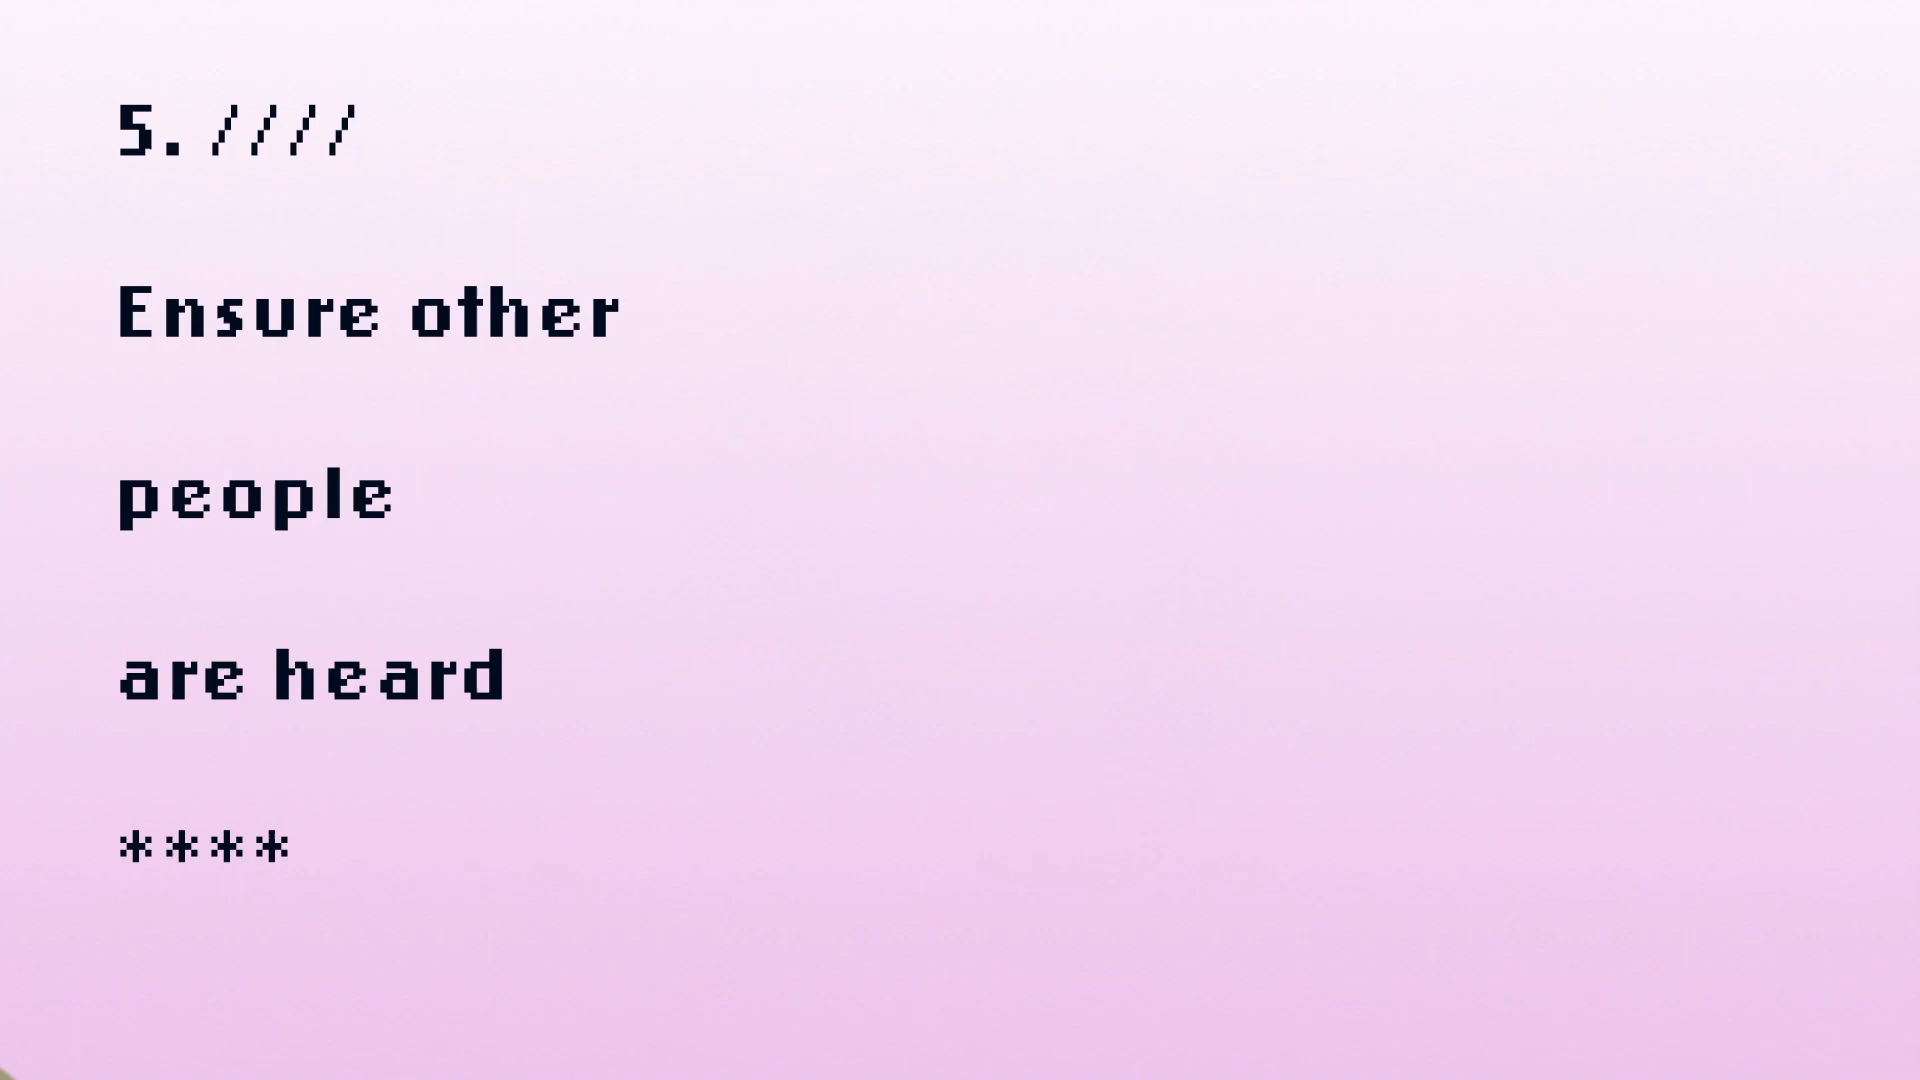 5. ////
Ensure other
people
are heard
****